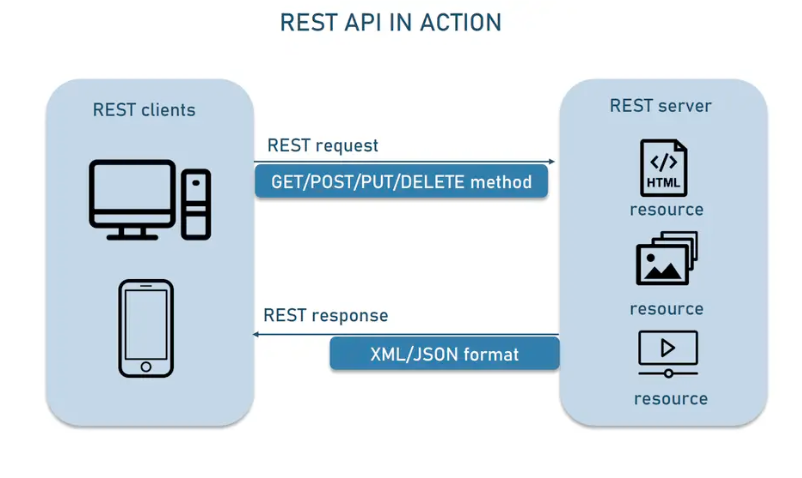 REST API IN ACTION
REST clients
REST request
GET/POST/PUT/DELETE method
REST response
XML/JSON format
REST server
</>
HTML
resource
resource
resource